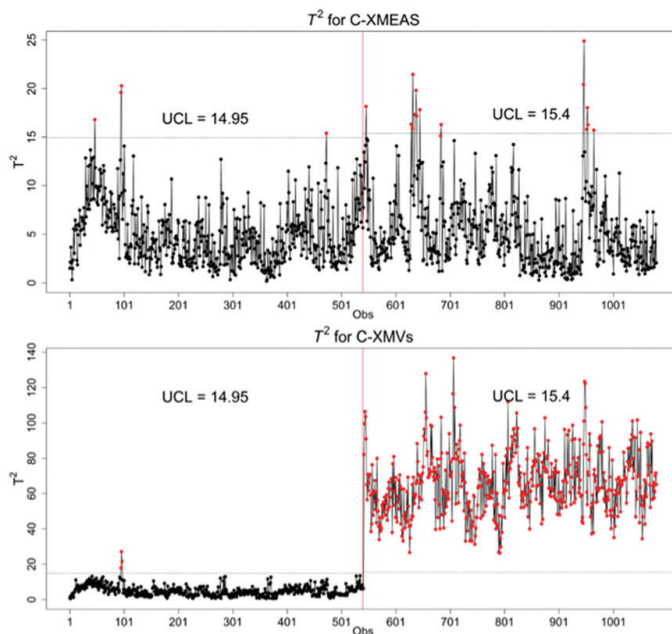 T² for C-XMEAS
25
20
15
10
5
0
T²
UCL = 14.95
UCL = 15.4
1 101 201 301 401 501 601 701 801 901 1001
Obs
T² for C-XMVs
140
120
100
80
60
40
20
0
T²
UCL = 14.95
UCL = 15.4
1 101 201 301 401 501 601 701 801 901 1001
Obs